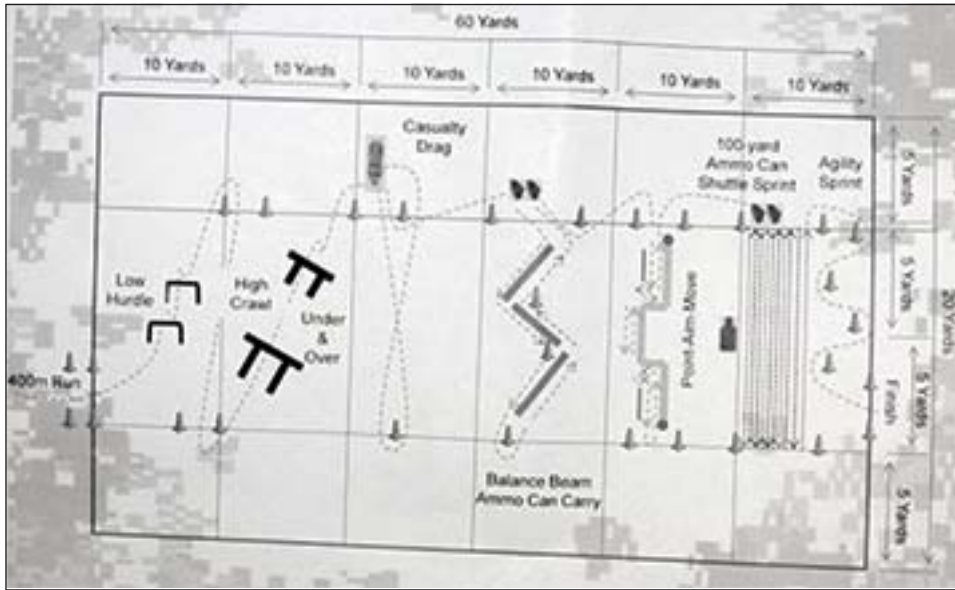 60 Yards
10 Yards
10 Yards
10 Yards
10 Yards
10 Yards
10 Yards
Casualty
Drag
100-yard
Ammo Can
Shuttle Sprint
Agility
Sprint
5 Yards
Low
Hurdle
High
Crawl
Under
&
Over
Point-Aim-Move
5 Yards
20 Yards
400m Run
5 Yards
Finish
Balance Beam
Ammo Can Carry
5 Yards